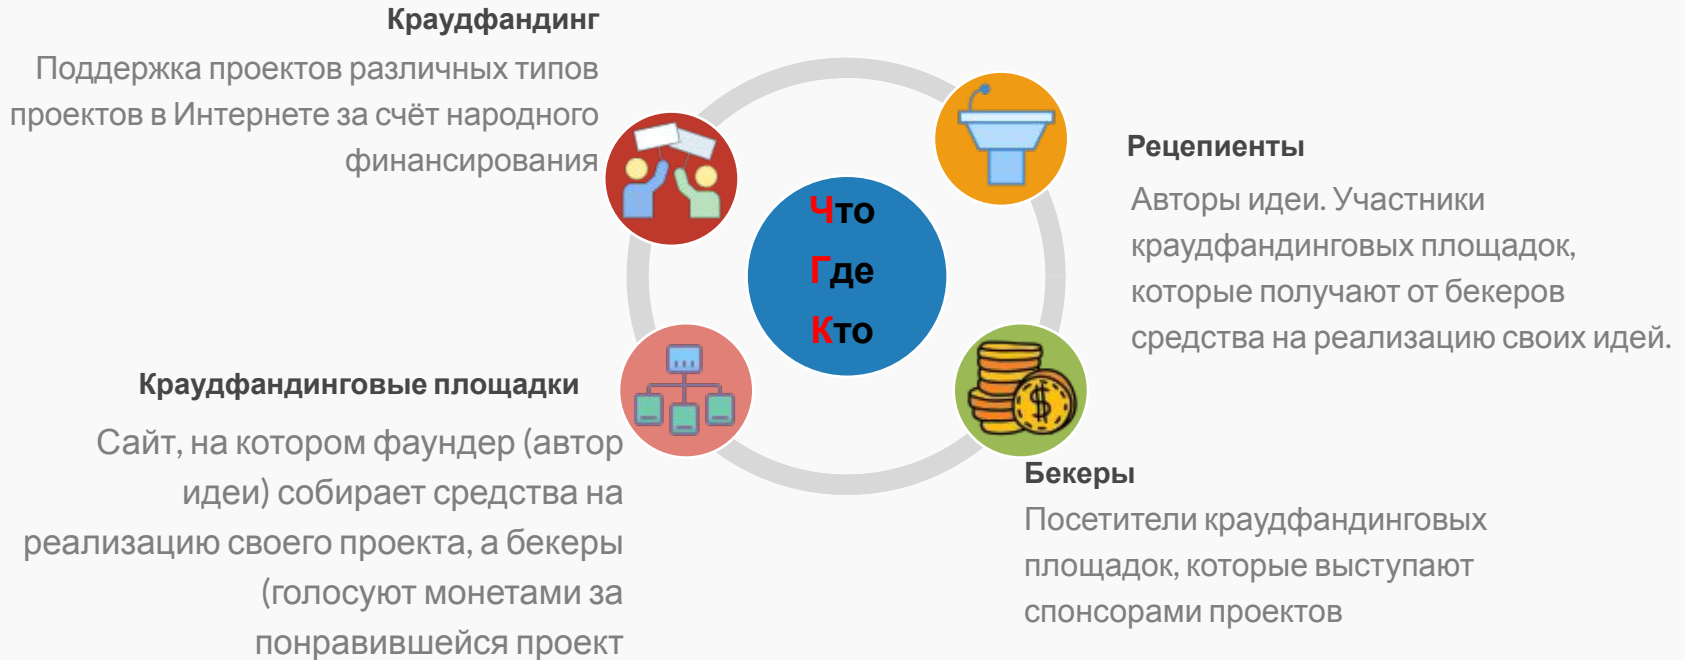 Краудфандинг
Поддержка проектов различных типов
проектов в Интернете за счёт народного
финансирования
Что
Где
Кто
Рецепиенты
Авторы идеи. Участники
краудфандинговых площадок,
которые получают от бекеров
средства на реализацию своих идей.
Краудфандинговые площадки
Сайт, на котором фаундер (автор
идеи) собирает средства на
реализацию своего проекта, а бекеры
(голосуют монетами за
понравившейся проект
Бекеры
Посетители краудфандинговых
площадок, которые выступают
спонсорами проектов